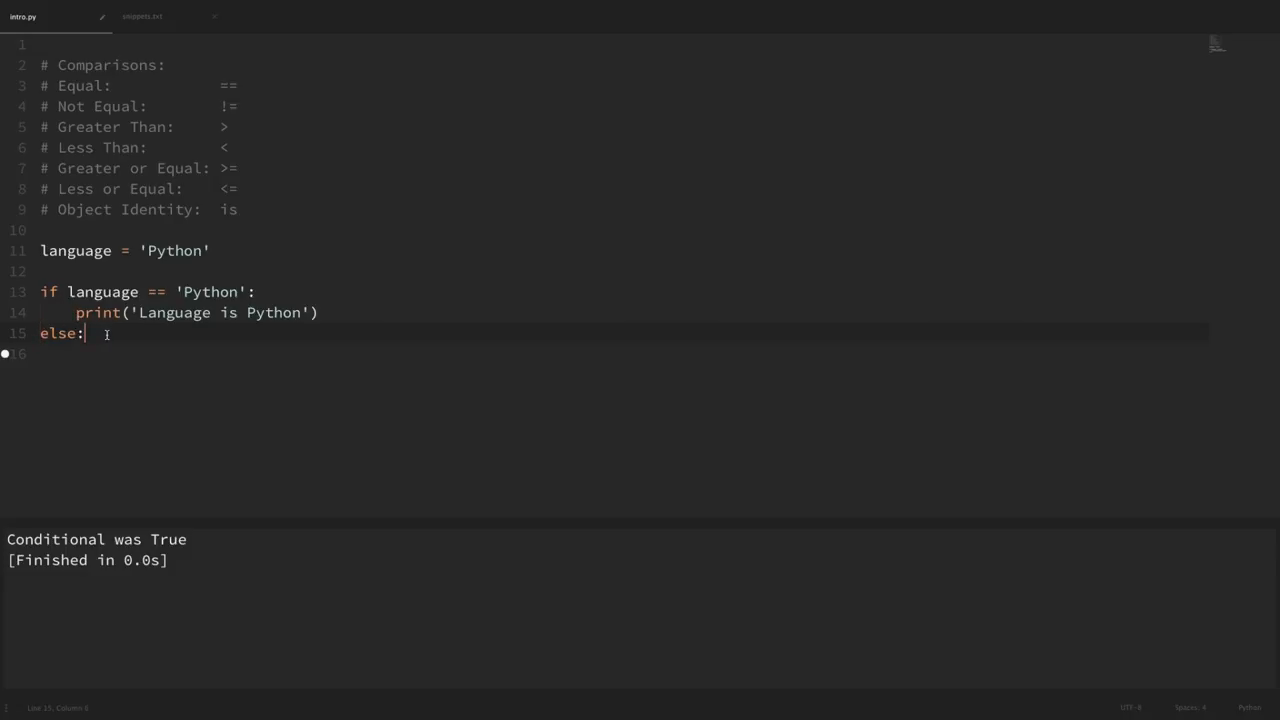 intro.py
snippets.txt
1
2 # Comparisons:
3 # Equal: ==
4 # Not Equal: !=
5 # Greater Than: >
6 # Less Than: <
7 # Greater or Equal: >=
8 # Less or Equal: <=
9 # Object Identity: is
10
11 language = 'Python'
12
13 if language == 'Python':
14 print('Language is Python')
15 else:
16
Conditional was True
[Finished in 0.0s]
Line 15, Column 6
UTF-8
Spaces: 4
Python